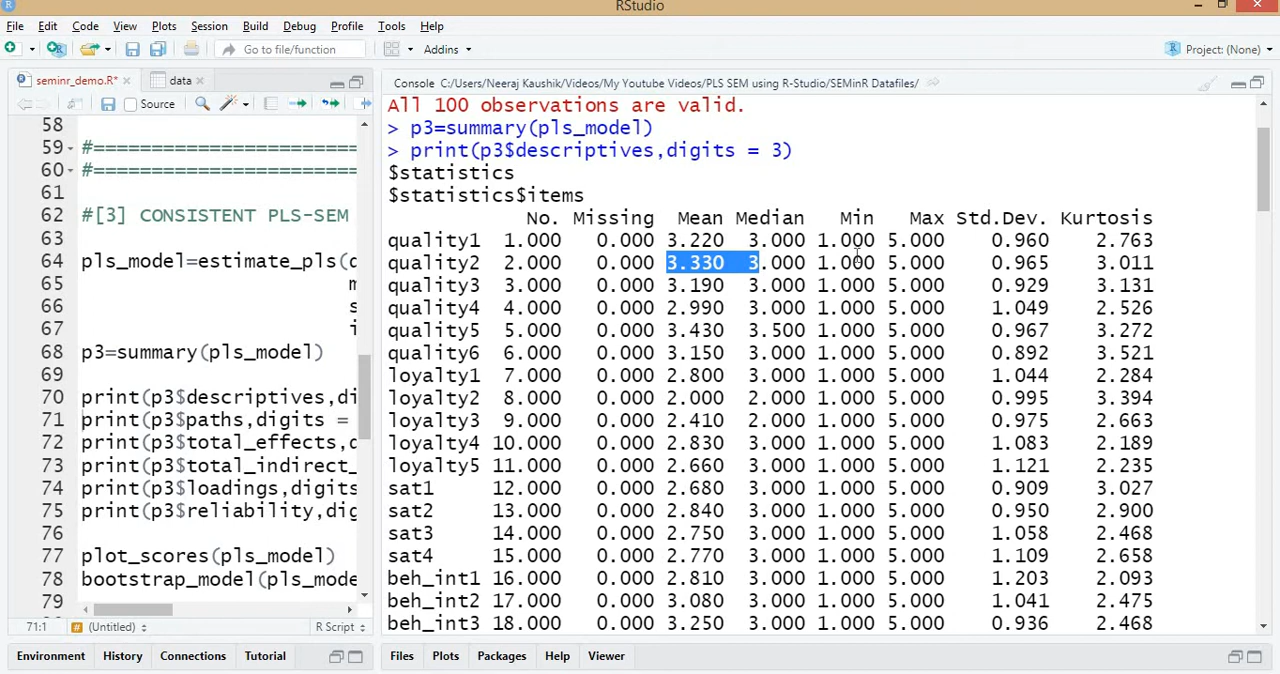 RStudio
File Edit Code View Plots Session Build Debug Profile Tools Help
Go to file/function Addins Project: (None)
seminr_demo.R* data
Source
58
59 #========================
60 #========================
61
62 #[3] CONSISTENT PLS-SEM
63
64 pls_model=estimate_pls(d
65 m
66 s
67 i
68 p3=summary(pls_model)
69
70 print(p3$descriptives,di
71 print(p3$paths,digits =
72 print(p3$total_effects,d
73 print(p3$total_indirect_
74 print(p3$loadings,digits
75 print(p3$reliability,dig
76
77 plot_scores(pls_model)
78 bootstrap_model(pls_mode
79
71:1 # (Untitled) R Script
Environment History Connections Tutorial
Console C:/Users/Neeraj Kaushik/Videos/My Youtube Videos/PLS SEM using R-Studio/SEMinR Datafiles/
All 100 observations are valid.
> p3=summary(pls_model)
> print(p3$descriptives,digits = 3)
$statistics
$statistics$items
No. Missing Mean Median Min Max Std.Dev. Kurtosis
quality1 1.000 0.000 3.220 3.000 1.000 5.000 0.960 2.763
quality2 2.000 0.000 3.330 3.000 1.000 5.000 0.965 3.011
quality3 3.000 0.000 3.190 3.000 1.000 5.000 0.929 3.131
quality4 4.000 0.000 2.990 3.000 1.000 5.000 1.049 2.526
quality5 5.000 0.000 3.430 3.500 1.000 5.000 0.967 3.272
quality6 6.000 0.000 3.150 3.000 1.000 5.000 0.892 3.521
loyalty1 7.000 0.000 2.800 3.000 1.000 5.000 1.044 2.284
loyalty2 8.000 0.000 2.000 2.000 1.000 5.000 0.995 3.394
loyalty3 9.000 0.000 2.410 2.000 1.000 5.000 0.975 2.663
loyalty4 10.000 0.000 2.830 3.000 1.000 5.000 1.083 2.189
loyalty5 11.000 0.000 2.660 3.000 1.000 5.000 1.121 2.235
sat1 12.000 0.000 2.680 3.000 1.000 5.000 0.909 3.027
sat2 13.000 0.000 2.840 3.000 1.000 5.000 0.950 2.900
sat3 14.000 0.000 2.750 3.000 1.000 5.000 1.058 2.468
sat4 15.000 0.000 2.770 3.000 1.000 5.000 1.109 2.658
beh_int1 16.000 0.000 2.810 3.000 1.000 5.000 1.203 2.093
beh_int2 17.000 0.000 3.080 3.000 1.000 5.000 1.041 2.475
beh_int3 18.000 0.000 3.250 3.000 1.000 5.000 0.936 2.468
Files Plots Packages Help Viewer